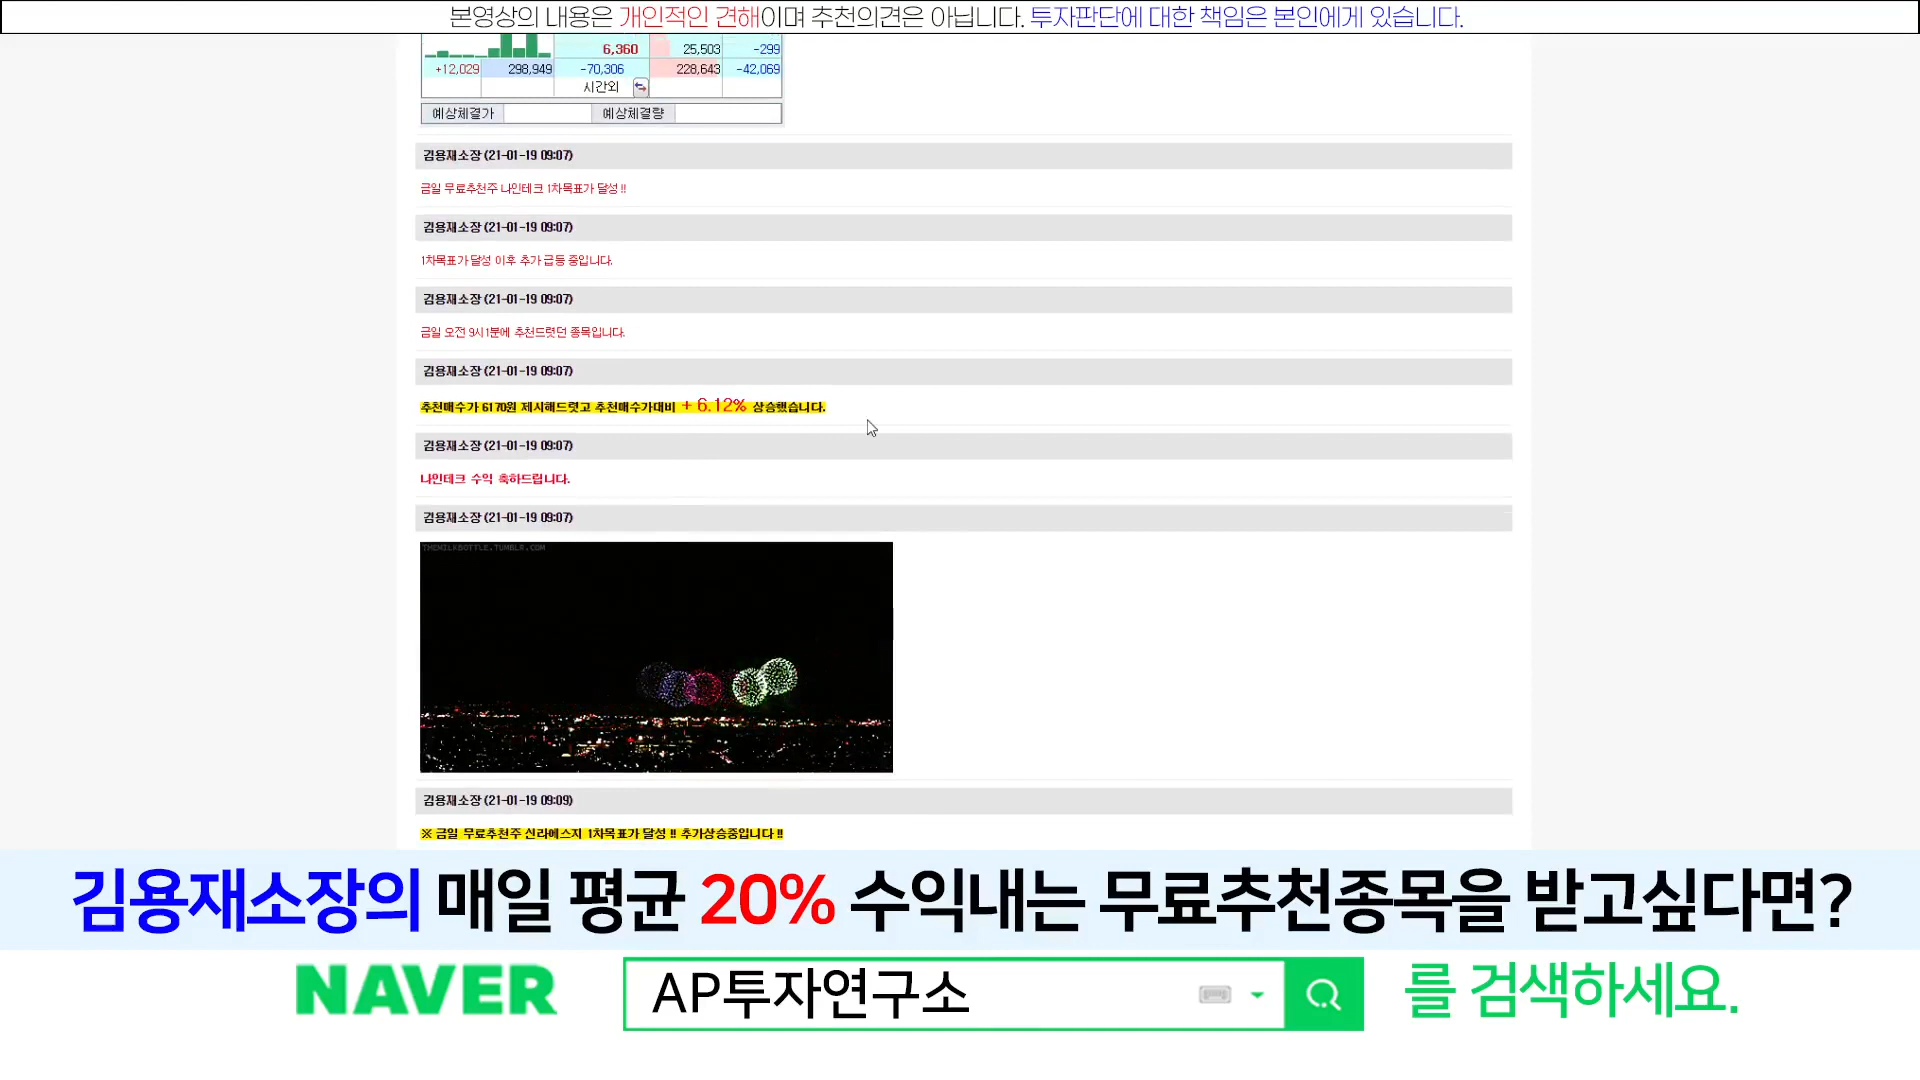 본영상의 내용은 개인적인 견해이며 추천의견은 아닙니다. 투자판단에 대한 책임은 본인에게 있습니다.
6,360 25,503 -299
+12,029 298,949 -70,306 228,643 -42,069
시간외
예상체결가 예상체결량
김용재소장 (21-01-19 09:07)
금일 무료추천주 나인테크 1차목표가 달성 !!
김용재소장 (21-01-19 09:07)
1차목표가 달성 이후 추가 급등 중입니다.
김용재소장 (21-01-19 09:07)
금일 오전 9시 1분에 추천드렷던 종목입니다.
김용재소장 (21-01-19 09:07)
추천매수가 6170원 제시해드렷고 추천매수가대비 + 6.12% 상승했습니다.
김용재소장 (21-01-19 09:07)
나인테크 수익 축하드립니다.
김용재소장 (21-01-19 09:07)
THEMILKBOTTLE.TUMBLR.COM
김용재소장 (21-01-19 09:09)
※ 금일 무료추천주 신라에스지 1차목표가 달성 !! 추가상승중입니다 !!
김용재소장의 매일 평균 20% 수익내는 무료추천종목을 받고싶다면?
NAVER AP투자연구소 를 검색하세요.